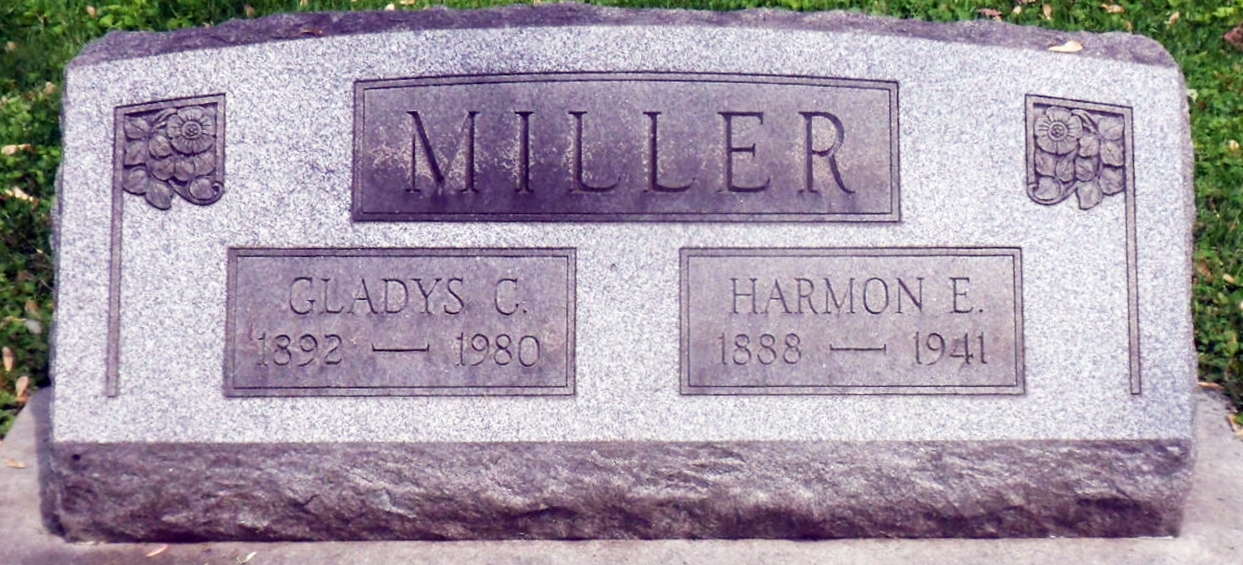 MILLER
GLADYS C.
1892 — 1980
HARMON E.
1888 — 1941